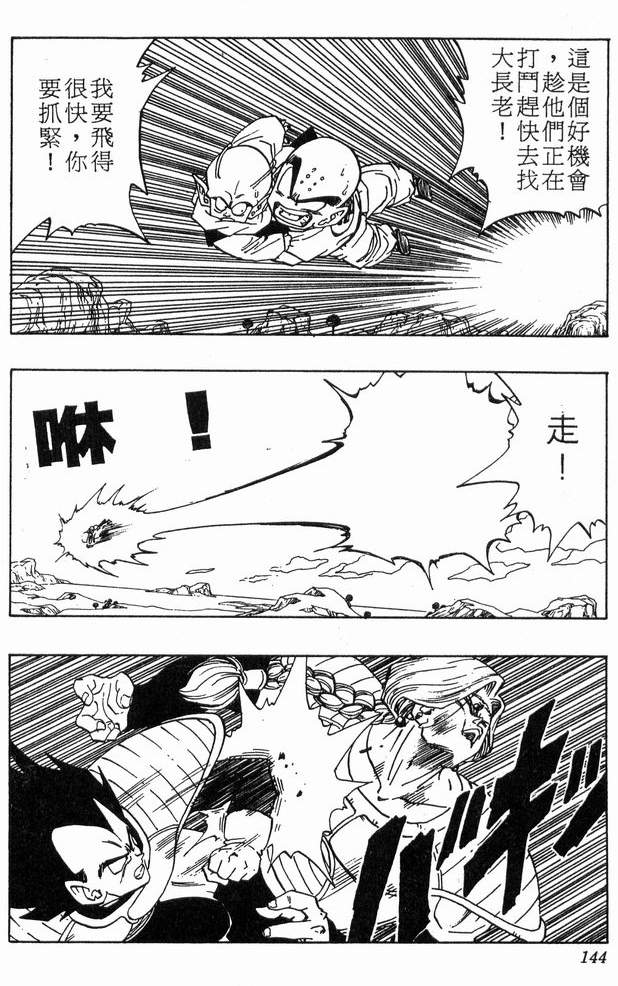 這是個好機會
，趁他們正在
打鬥趕快去找
大長老！
我要飛得
很快，你
要抓緊！
走！
咻！
バキッ
144